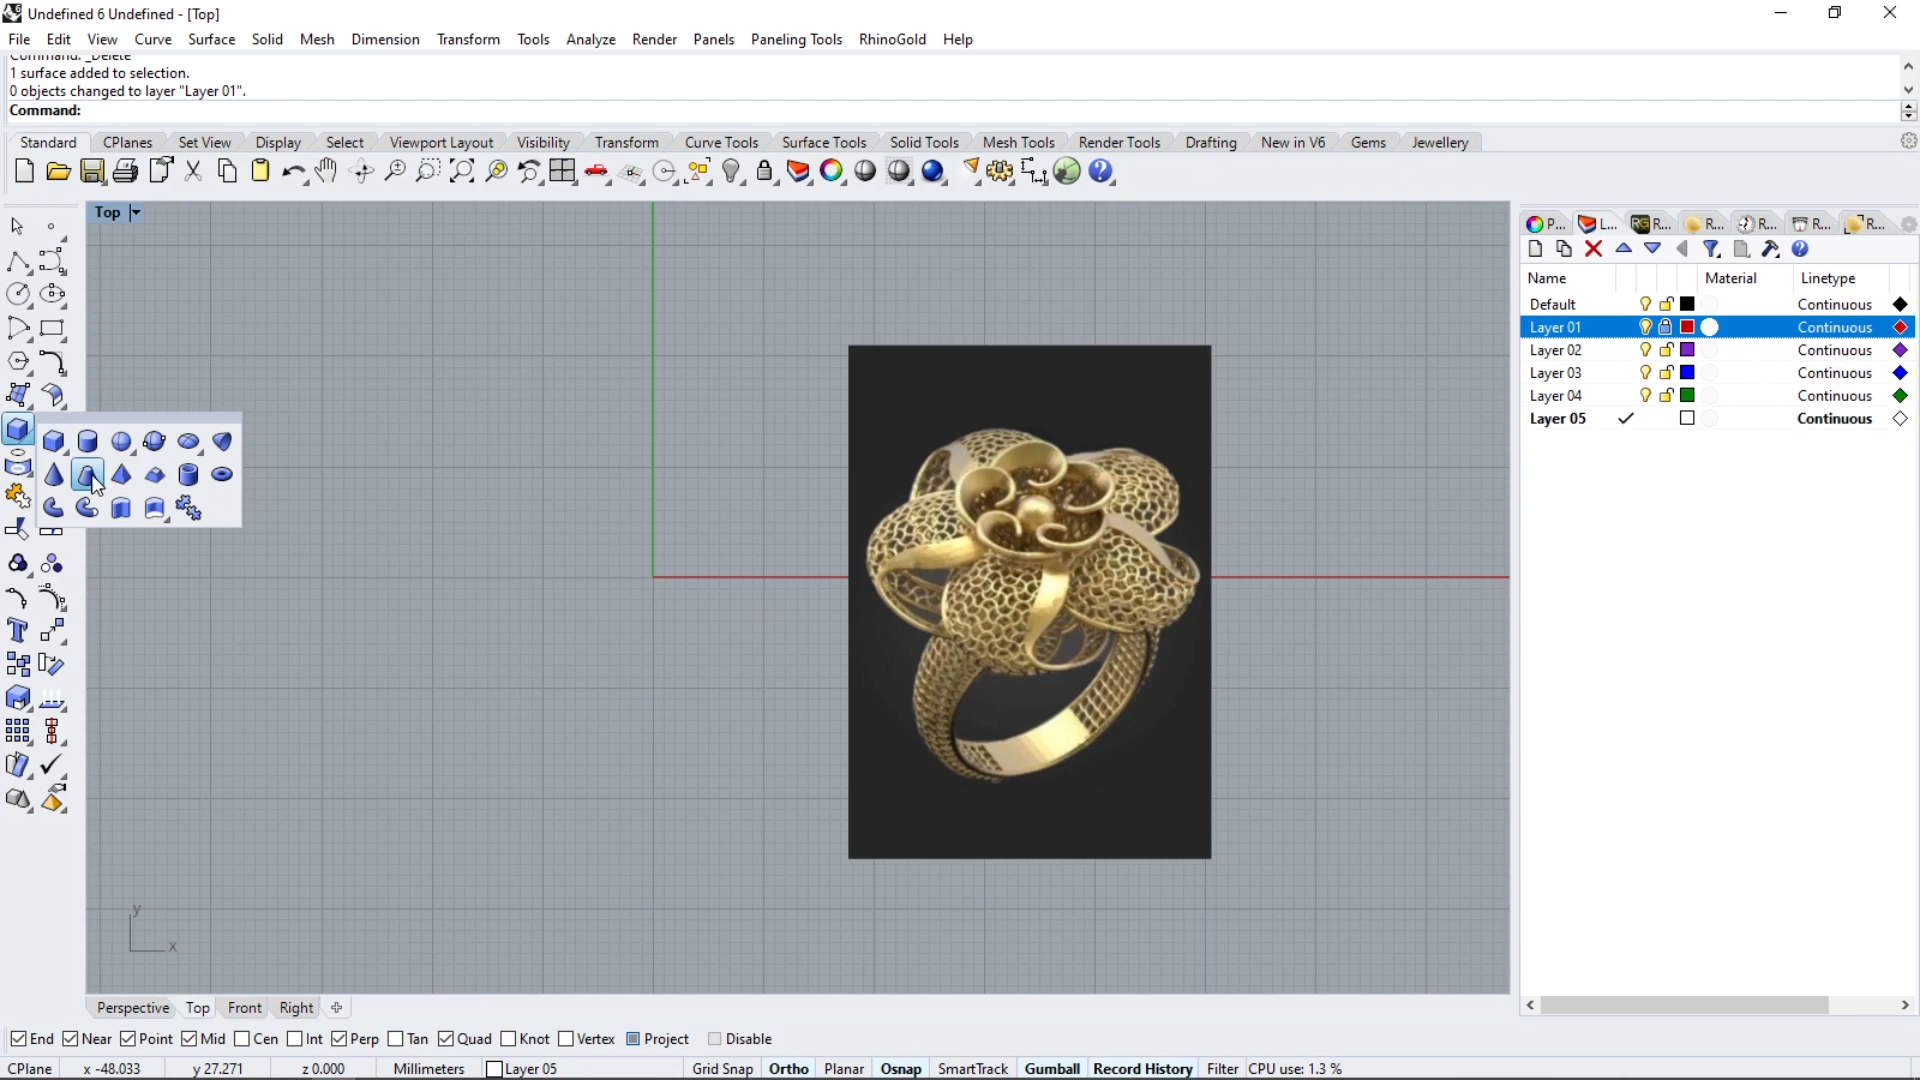 Undefined 6 Undefined - [Top]
File Edit View Curve Surface Solid Mesh Dimension Transform Tools Analyze Render Panels Paneling Tools RhinoGold Help
Command: _Delete
1 surface added to selection.
0 objects changed to layer "Layer 01".
Command:
Standard CPlanes Set View Display Select Viewport Layout Visibility Transform Curve Tools Surface Tools Solid Tools Mesh Tools Render Tools Drafting New in V6 Gems Jewellery
Top
P... L... R... R... R... R... R...
Name Material Linetype
Default Continuous
Layer 01 Continuous
Layer 02 Continuous
Layer 03 Continuous
Layer 04 Continuous
Layer 05 Continuous
y
x
Perspective Top Front Right
End Near Point Mid Cen Int Perp Tan Quad Knot Vertex Project Disable
CPlane x -48.033 y 27.271 z 0.000 Millimeters Layer 05 Grid Snap Ortho Planar Osnap SmartTrack Gumball Record History Filter CPU use: 1.3 %